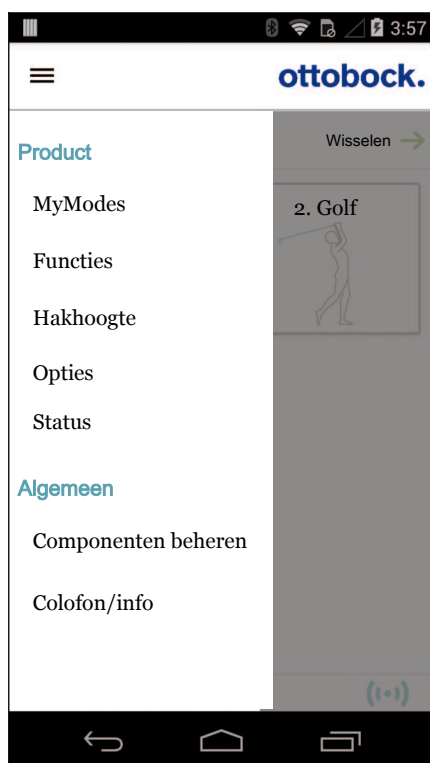 3:57
ottobock.
Product
Wisselen
MyModes
2. Golf
Functies
Hakhoogte
Opties
Status
Algemeen
Componenten beheren
Colofon/info